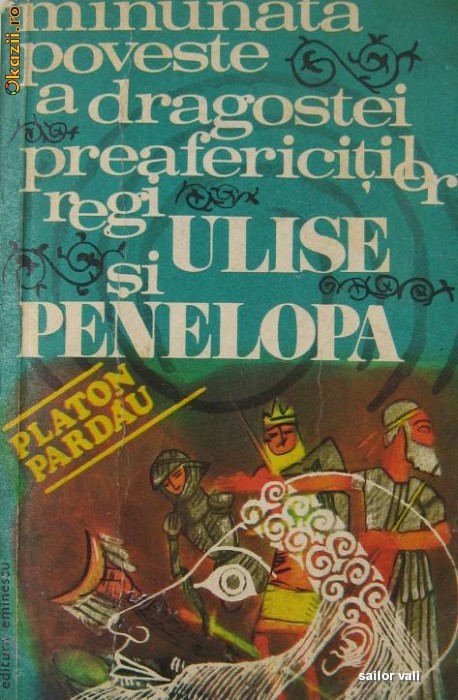 Okazii.ro
minunata
poveste
a dragostei
preafericiților
regi
ULISE
și
PENELOPA
PLATON
PARDĂU
editura eminescu
sailor vali